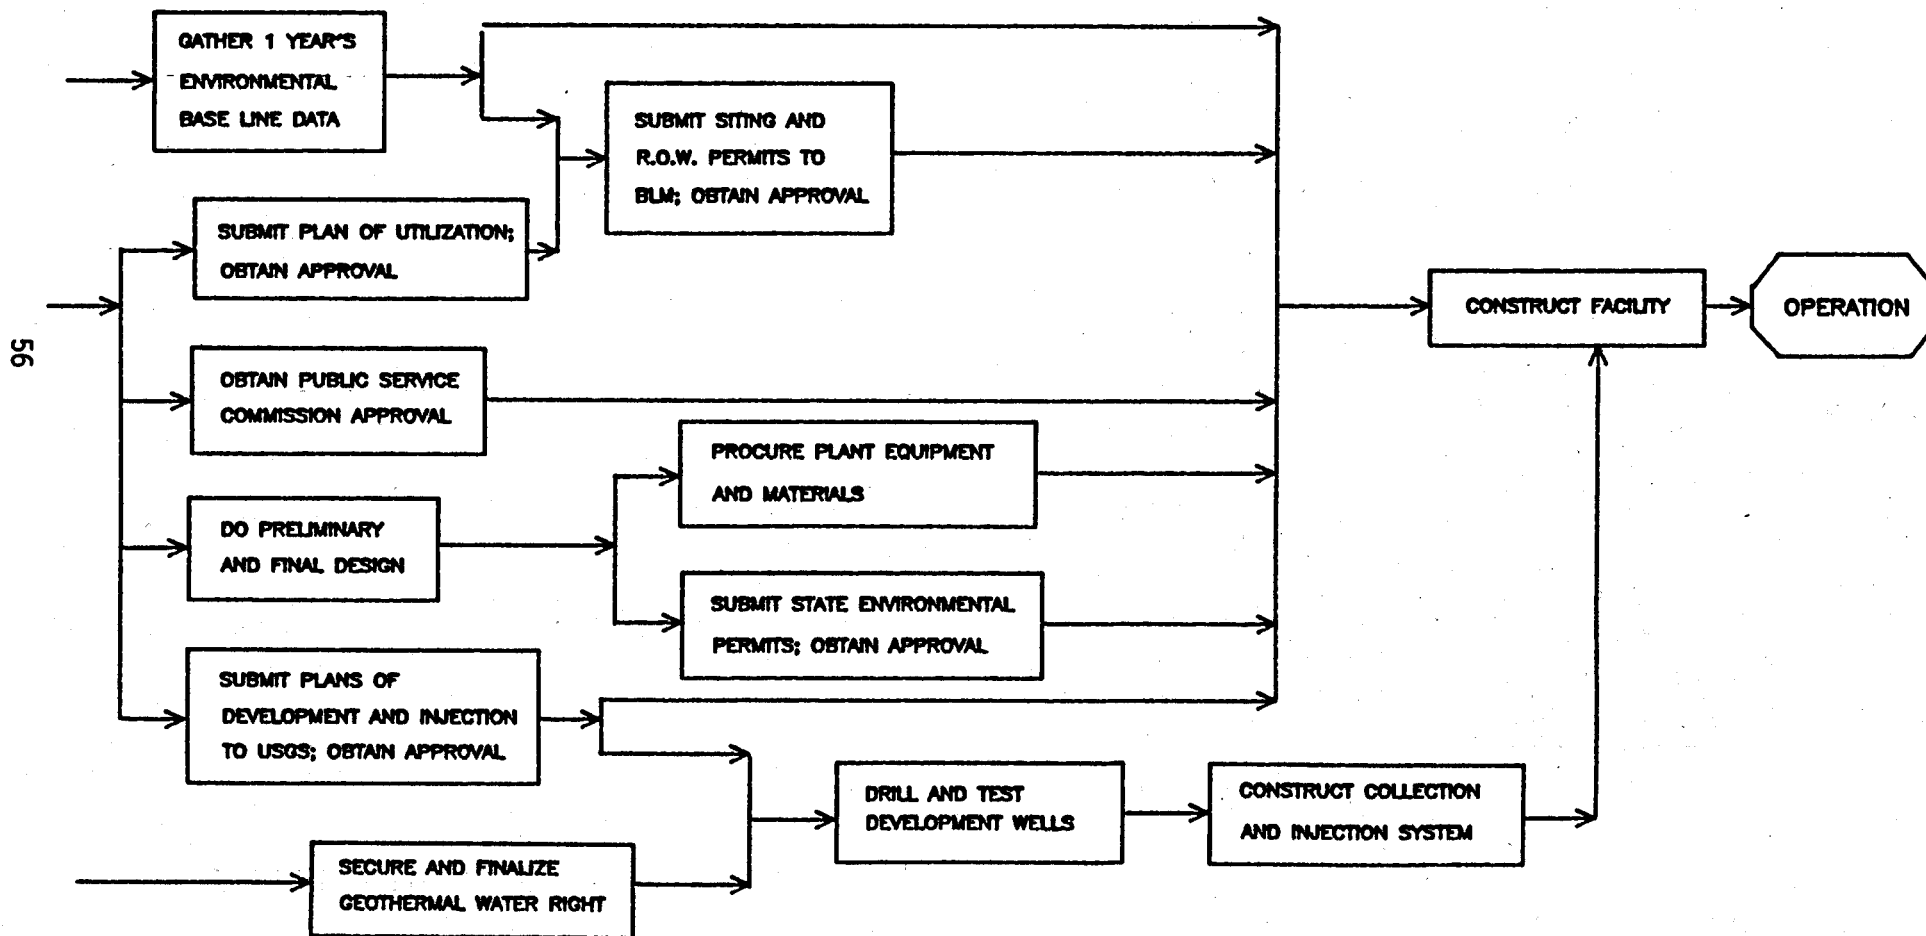 GATHER 1 YEAR'S
ENVIRONMENTAL
BASE LINE DATA
SUBMIT SITING AND
R.O.W. PERMITS TO
BLM; OBTAIN APPROVAL
SUBMIT PLAN OF UTILIZATION;
OBTAIN APPROVAL
CONSTRUCT FACILITY
OPERATION
56
OBTAIN PUBLIC SERVICE
COMMISSION APPROVAL
PROCURE PLANT EQUIPMENT
AND MATERIALS
DO PRELIMINARY
AND FINAL DESIGN
SUBMIT STATE ENVIRONMENTAL
PERMITS; OBTAIN APPROVAL
SUBMIT PLANS OF
DEVELOPMENT AND INJECTION
TO USGS; OBTAIN APPROVAL
DRILL AND TEST
DEVELOPMENT WELLS
CONSTRUCT COLLECTION
AND INJECTION SYSTEM
SECURE AND FINALIZE
GEOTHERMAL WATER RIGHT